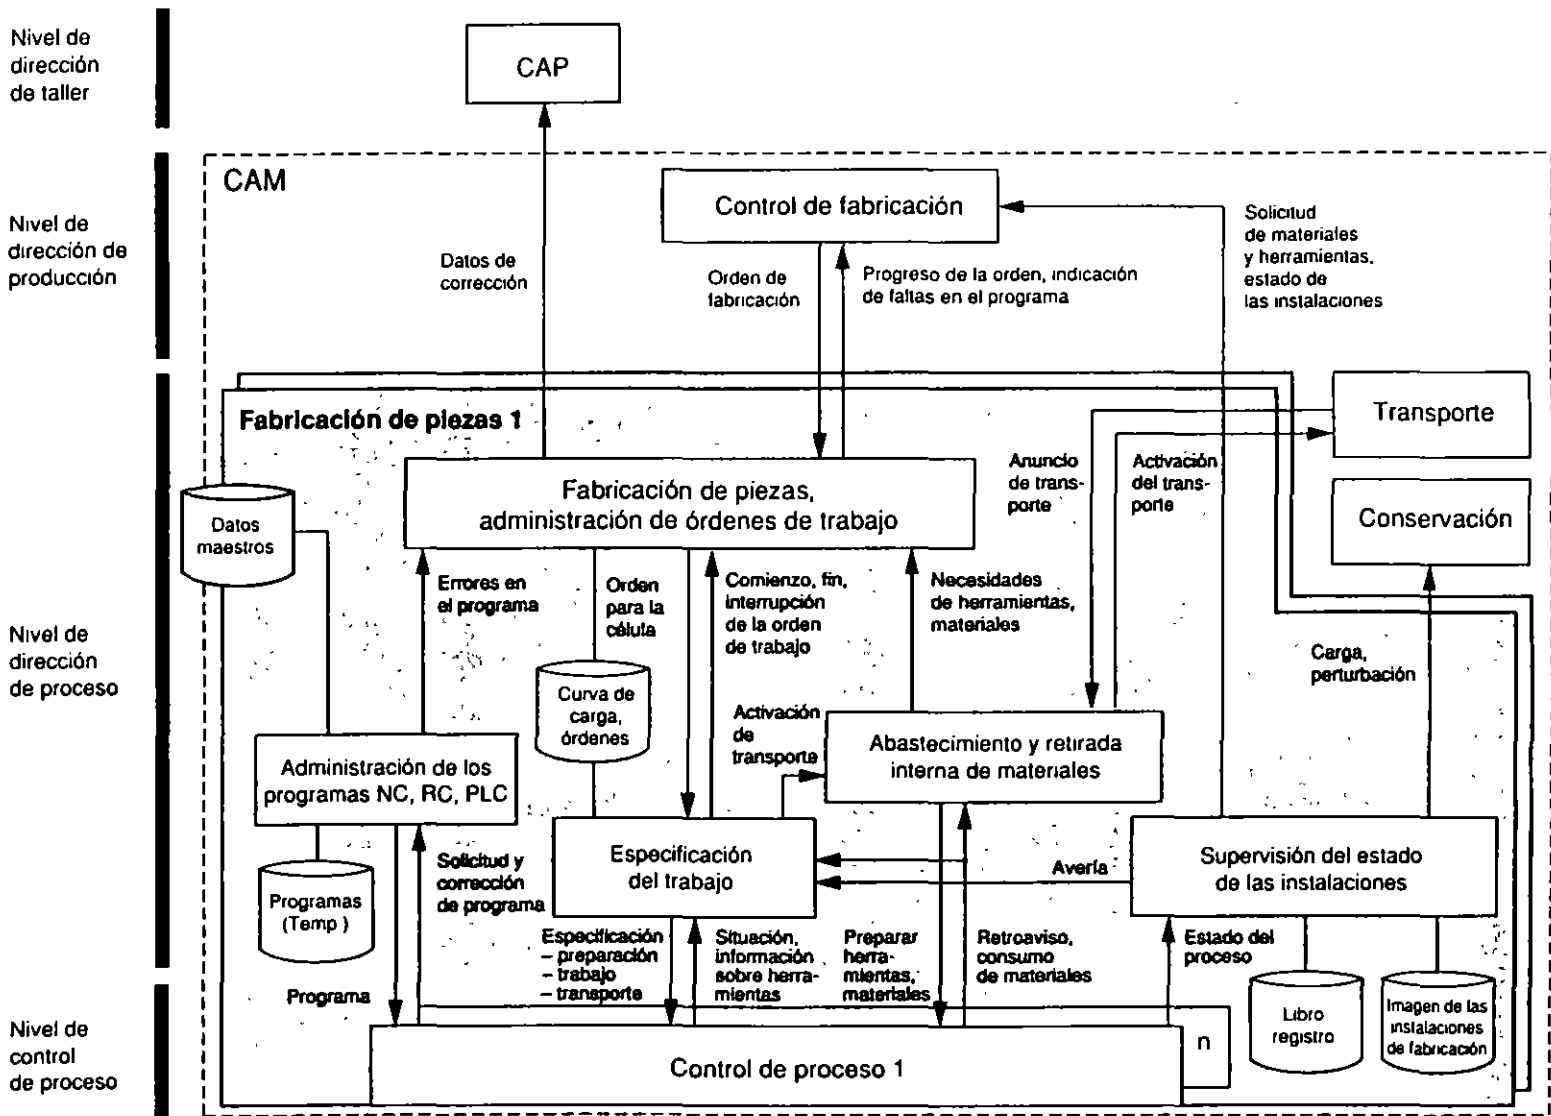 Nivel de
dirección
de taller
CAP
CAM
Nivel de
dirección de
producción
Control de fabricación
Datos de
corrección
Orden de
fabricación
Progreso de la orden, indicación
de faltas en el programa
Solicitud
de materiales
y herramientas,
estado de
las instalaciones
Fabricación de piezas 1
Transporte
Anuncio
de trans-
porte
Activación
del trans-
porte
Fabricación de piezas,
administración de órdenes de trabajo
Conservación
Datos
maestros
Errores en
el programa
Orden
para la
célula
Comienzo, fin,
interrupción
de la orden
de trabajo
Necesidades
de herramientas,
materiales
Nivel de
dirección
de proceso
Carga,
perturbación
Curva de
carga,
órdenes
Activación
de
transporte
Abastecimiento y retirada
interna de materiales
Administración de los
programas NC, RC, PLC
Especificación
del trabajo
Avería
Supervisión del estado
de las instalaciones
Programas
(Temp )
Solicitud y
corrección
de programa
Especificación
– preparación
– trabajo
– transporte
Situación,
información
sobre herra-
mientas
Preparar
herra-
mientas,
materiales
Retroaviso,
consumo
de materiales
Estado del
proceso
Programa
Libro
registro
Imagen de las
instalaciones
de fabricación
Nivel de
control
de proceso
Control de proceso 1
n